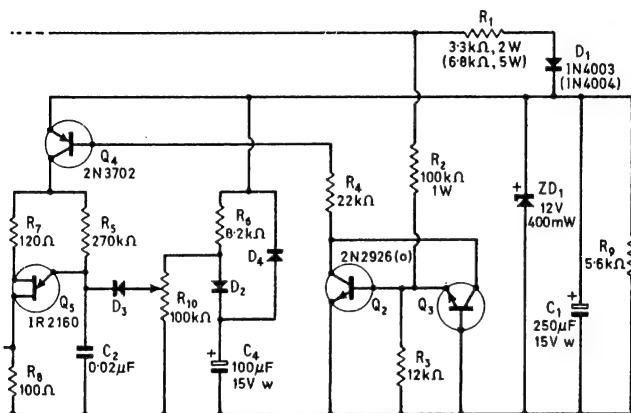 R1
3·3kΩ, 2W
(6·8kΩ, 5W)
D1
1N4003
(1N4004)
Q4
2N3702
R2
100kΩ
1W
R4
22kΩ
ZD1
12V
400mW
R7
120Ω
R5
270kΩ
R6
8·2kΩ
D4
2N2926(o)
R9
5·6kΩ
Q5
IR2160
D3
R10
100kΩ
D2
Q2
Q3
C1
250μF
15V w
C2
0·02μF
C4
100μF
15V w
R3
12kΩ
R8
100Ω